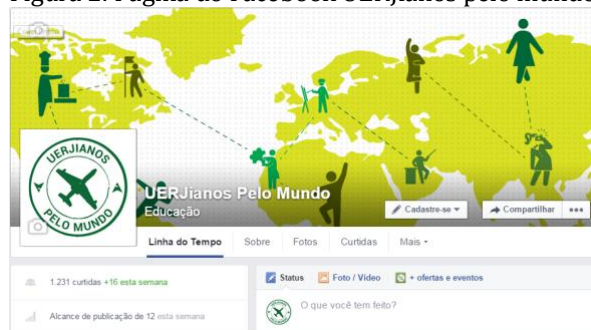 Figura 2: Página do Facebook UERJianos pelo mundo
UERJIANOS
PELO MUNDO
UERJianos Pelo Mundo
Educação
Cadastre-se
Compartilhar
Linha do Tempo Sobre Fotos Curtidas Mais
1.231 curtidas +16 esta semana
Status Foto / Vídeo + ofertas e eventos
O que você tem feito?
Alcance de publicação de 12 esta semana